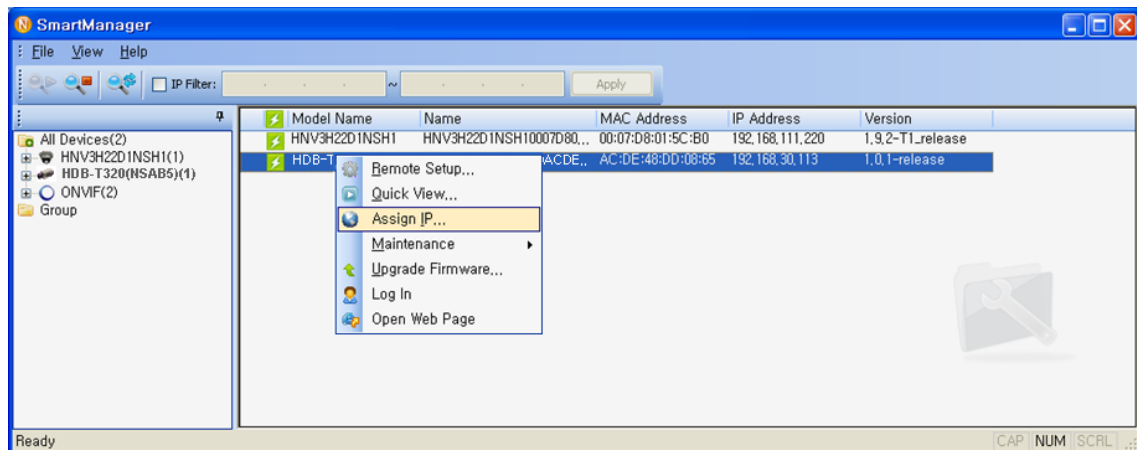 SmartManager
File View Help
IP Filter: . . . ~ . . . Apply
All Devices(2)
HNV3H22D1NSH1(1)
HDB-T320(NSAB5)(1)
ONVIF(2)
Group
Model Name Name MAC Address IP Address Version
HNV3H22D1NSH1 HNV3H22D1NSH10007D80... 00:07:D8:01:5C:B0 192,168,111,220 1,9,2-T1_release
HDB-T ACDE... AC:DE:48:DD:08:65 192,168,30,113 1,0,1-release
Remote Setup...
Quick View...
Assign IP...
Maintenance
Upgrade Firmware...
Log In
Open Web Page
Ready CAP NUM SCRL